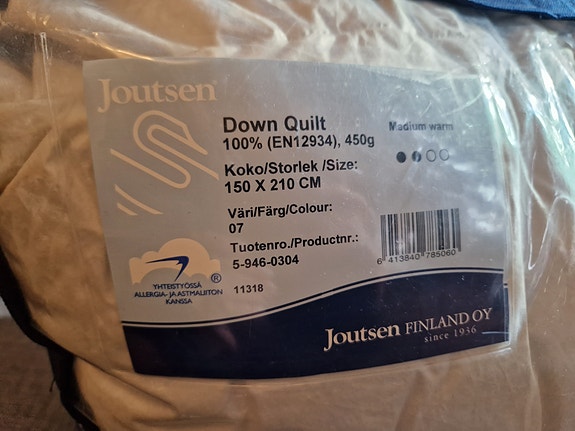 Joutsen®
Down Quilt
100% (EN12934), 450g
Medium warm
Koko/Storlek /Size:
150 X 210 CM
Väri/Färg/Colour:
07
Tuotenro./Productnr.:
5-946-0304
11318
6 413840 785060
®
YHTEISTYÖSSÄ
ALLERGIA- JA ASTMALIITON
KANSSA
Joutsen FINLAND OY
since 1936